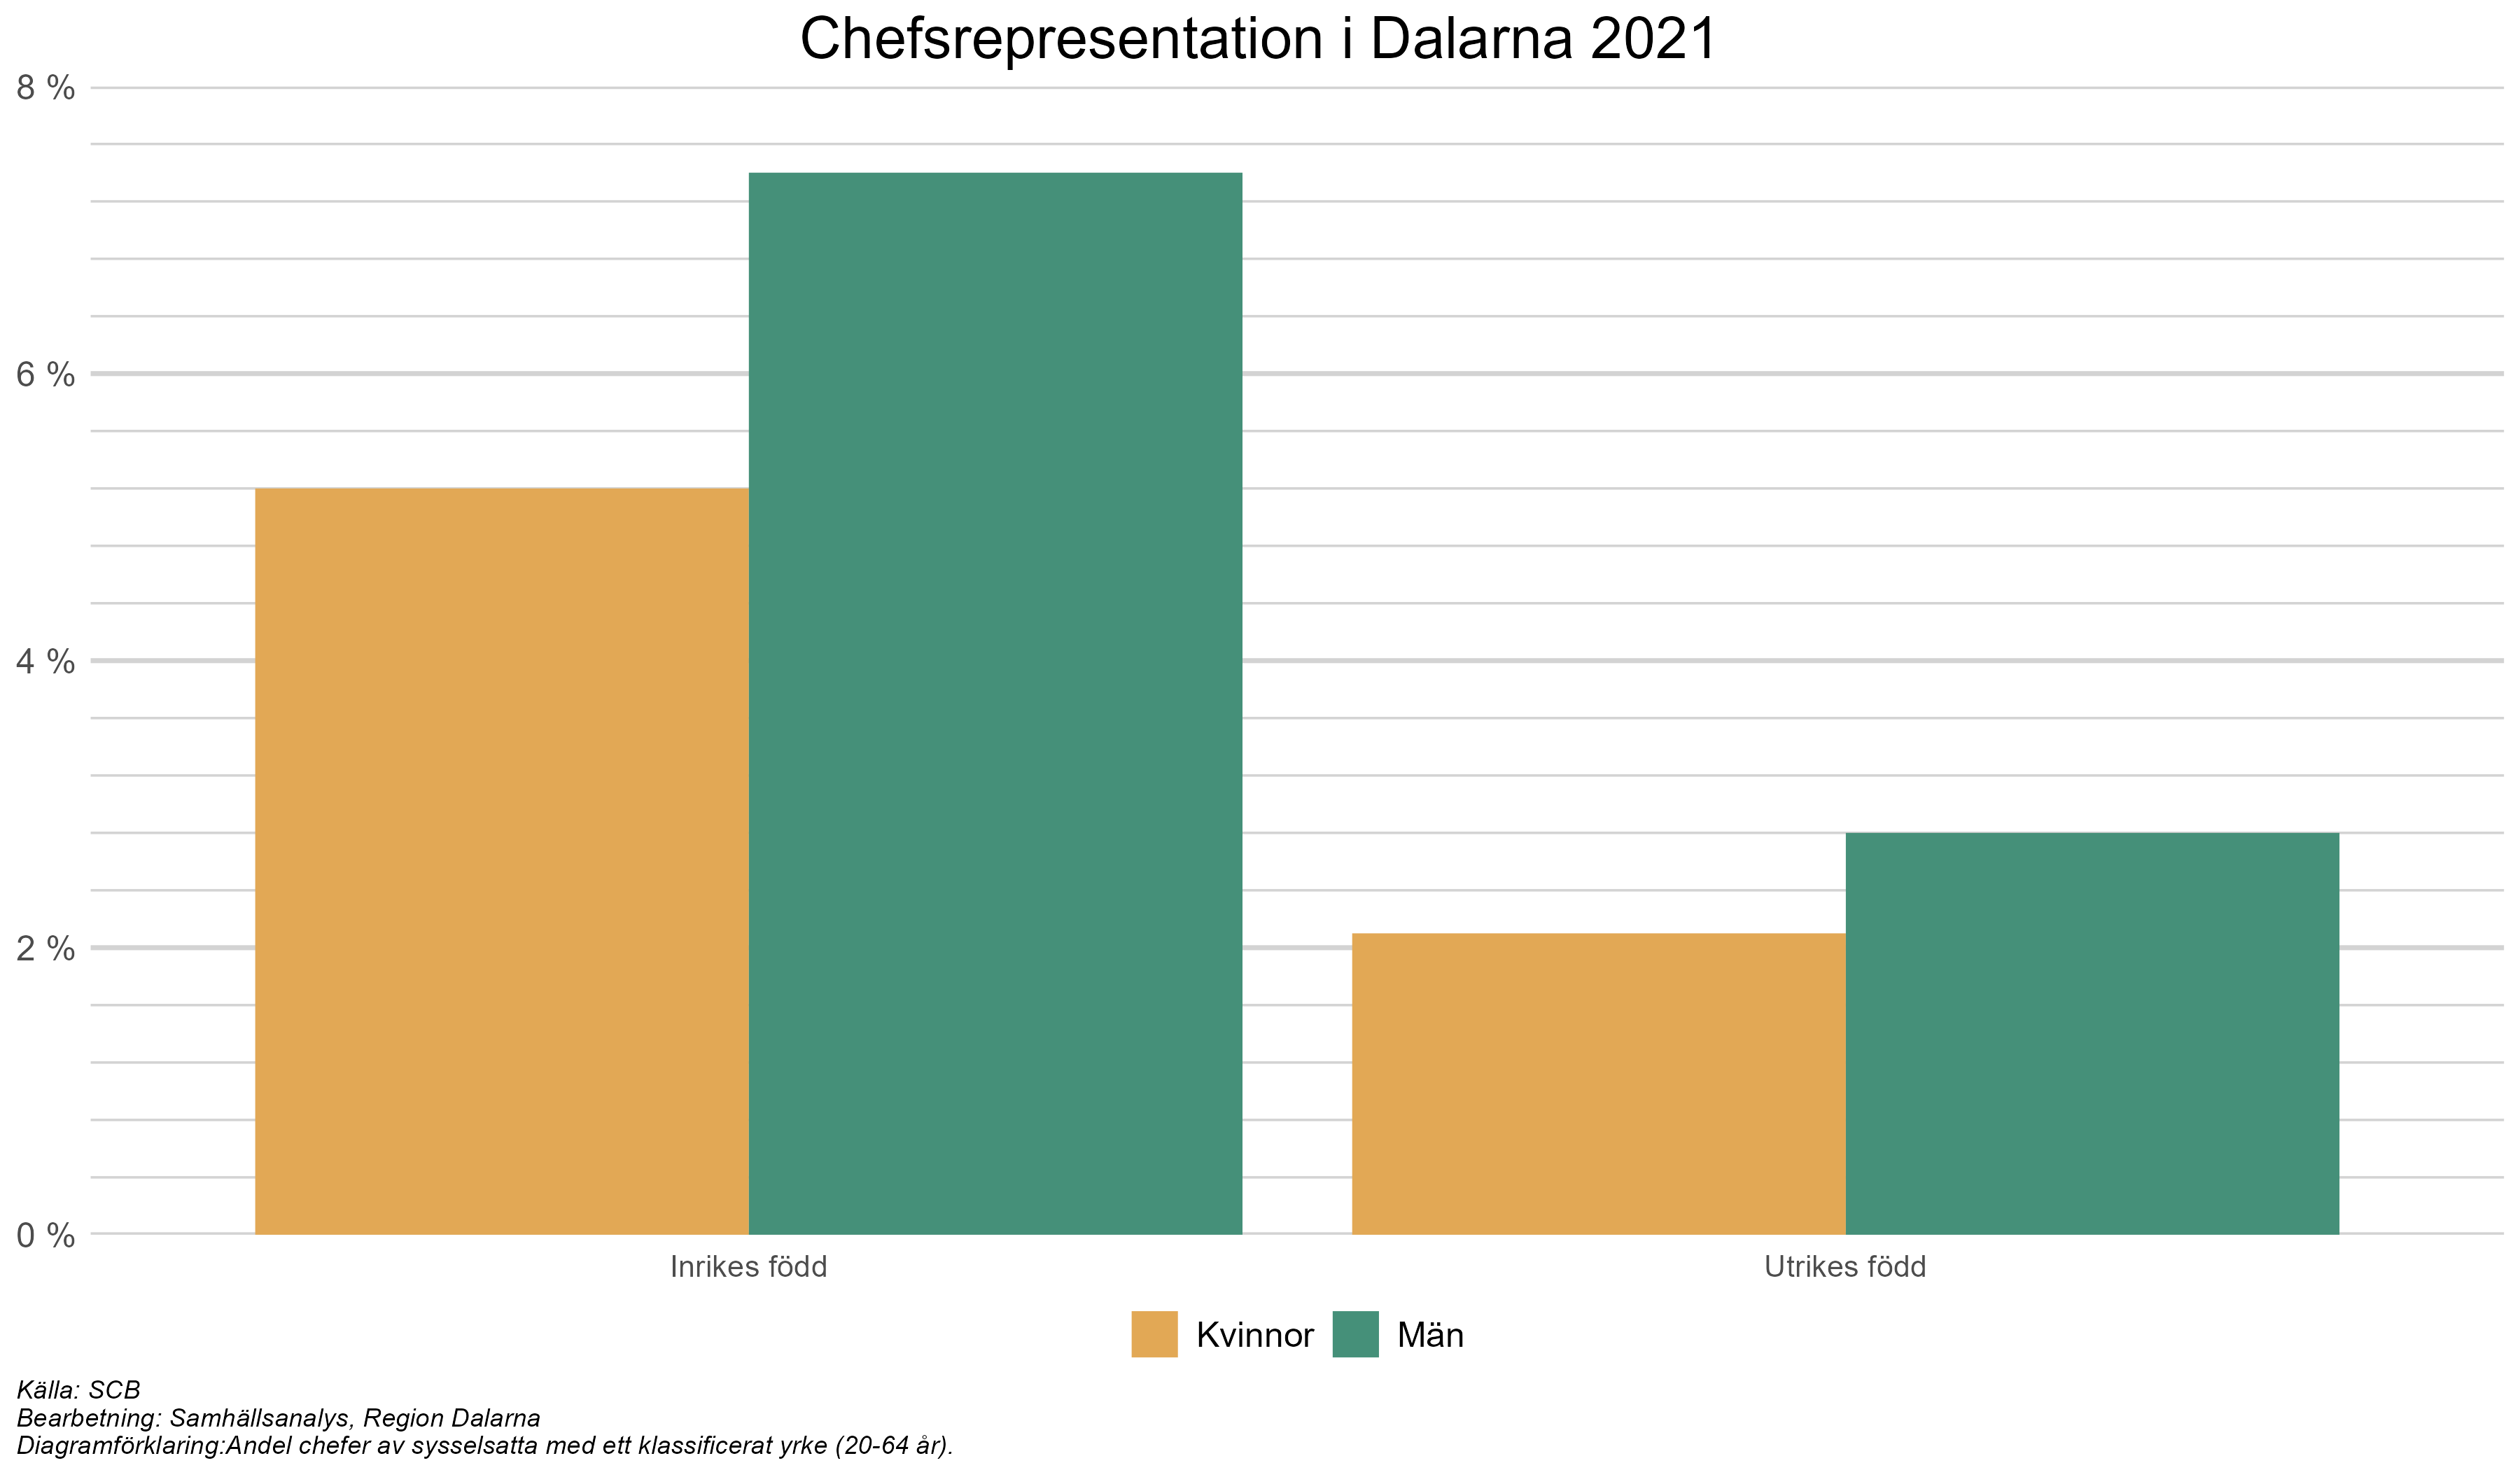 Chefsrepresentation i Dalarna 2021
8 %
6 %
4 %
2 %
0 %
Inrikes född
Utrikes född
Kvinnor
Män
Källa: SCB
Bearbetning: Samhällsanalys, Region Dalarna
Diagramförklaring:Andel chefer av sysselsatta med ett klassificerat yrke (20-64 år).